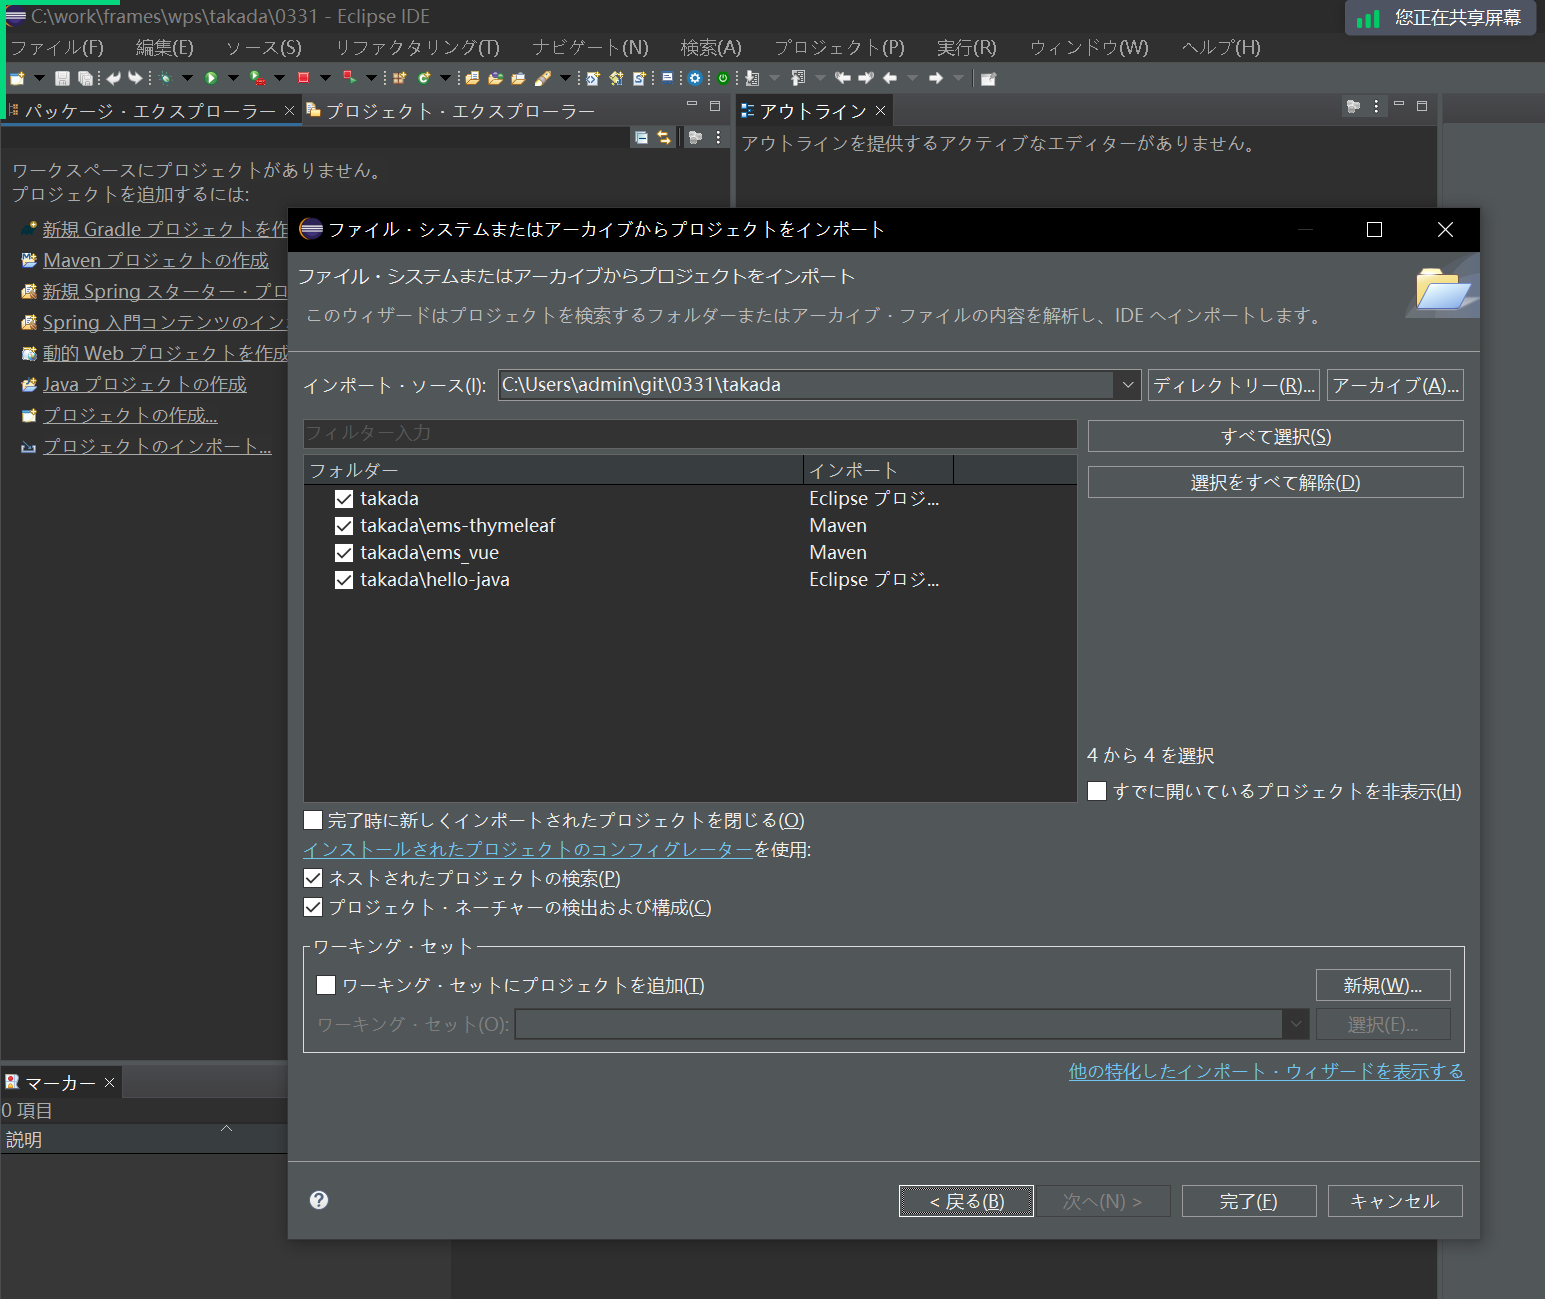 C:\work\frames\wps\takada\0331 - Eclipse IDE
您正在共享屏幕
ファイル(F) 編集(E) ソース(S) リファクタリング(T) ナビゲート(N) 検索(A) プロジェクト(P) 実行(R) ウィンドウ(W) ヘルプ(H)
パッケージ・エクスプローラー プロジェクト・エクスプローラー
アウトライン
アウトラインを提供するアクティブなエディターがありません。
ワークスペースにプロジェクトがありません。
プロジェクトを追加するには:
新規 Gradle プロジェクトを作
Maven プロジェクトの作成
新規 Spring スターター・プロ
Spring 入門コンテンツのイン
動的 Web プロジェクトを作成
Java プロジェクトの作成
プロジェクトの作成...
プロジェクトのインポート...
ファイル・システムまたはアーカイブからプロジェクトをインポート
ファイル・システムまたはアーカイブからプロジェクトをインポート
このウィザードはプロジェクトを検索するフォルダーまたはアーカイブ・ファイルの内容を解析し、IDE へインポートします。
インポート・ソース(I): C:\Users\admin\git\0331\takada ディレクトリー(R)... アーカイブ(A)...
フィルター入力
すべて選択(S)
選択をすべて解除(D)
フォルダー インポート
takada Eclipse プロジ...
takada\ems-thymeleaf Maven
takada\ems_vue Maven
takada\hello-java Eclipse プロジ...
4 から 4 を選択
すでに開いているプロジェクトを非表示(H)
完了時に新しくインポートされたプロジェクトを閉じる(O)
インストールされたプロジェクトのコンフィグレーターを使用:
ネストされたプロジェクトの検索(P)
プロジェクト・ネーチャーの検出および構成(C)
ワーキング・セット
ワーキング・セットにプロジェクトを追加(T) 新規(W)...
ワーキング・セット(O): 選択(E)...
他の特化したインポート・ウィザードを表示する
マーカー
0 項目
説明
< 戻る(B) 次へ(N) > 完了(F) キャンセル